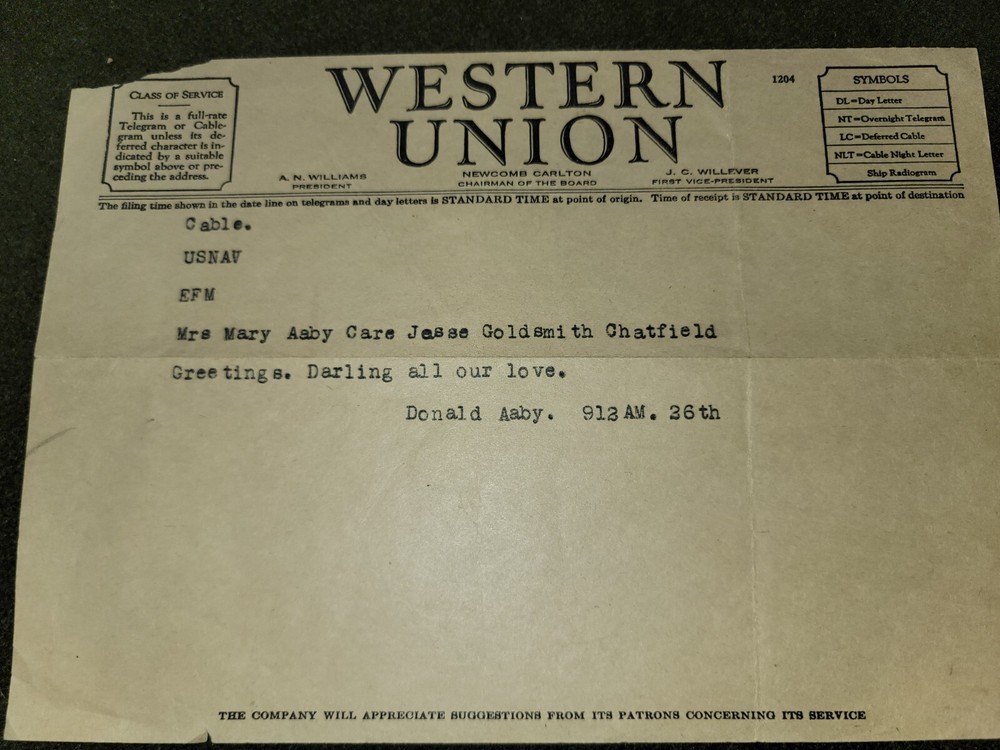 WESTERN
UNION
1204
CLASS OF SERVICE
This is a full-rate
Telegram or Cable-
gram unless its de-
ferred character is in-
dicated by a suitable
symbol above or pre-
ceding the address.
A. N. WILLIAMS
PRESIDENT
NEWCOMB CARLTON
CHAIRMAN OF THE BOARD
J. C. WILLEVER
FIRST VICE-PRESIDENT
SYMBOLS
DL=Day Letter
NT=Overnight Telegram
LC=Deferred Cable
NLT=Cable Night Letter
Ship Radiogram
The filing time shown in the date line on telegrams and day letters is STANDARD TIME at point of origin. Time of receipt is STANDARD TIME at point of destination
Cable.
USNAV
EFM
Mrs Mary Aaby Care Jesse Goldsmith Chatfield
Greetings. Darling all our love.
Donald Aaby. 912 AM. 26th
THE COMPANY WILL APPRECIATE SUGGESTIONS FROM ITS PATRONS CONCERNING ITS SERVICE